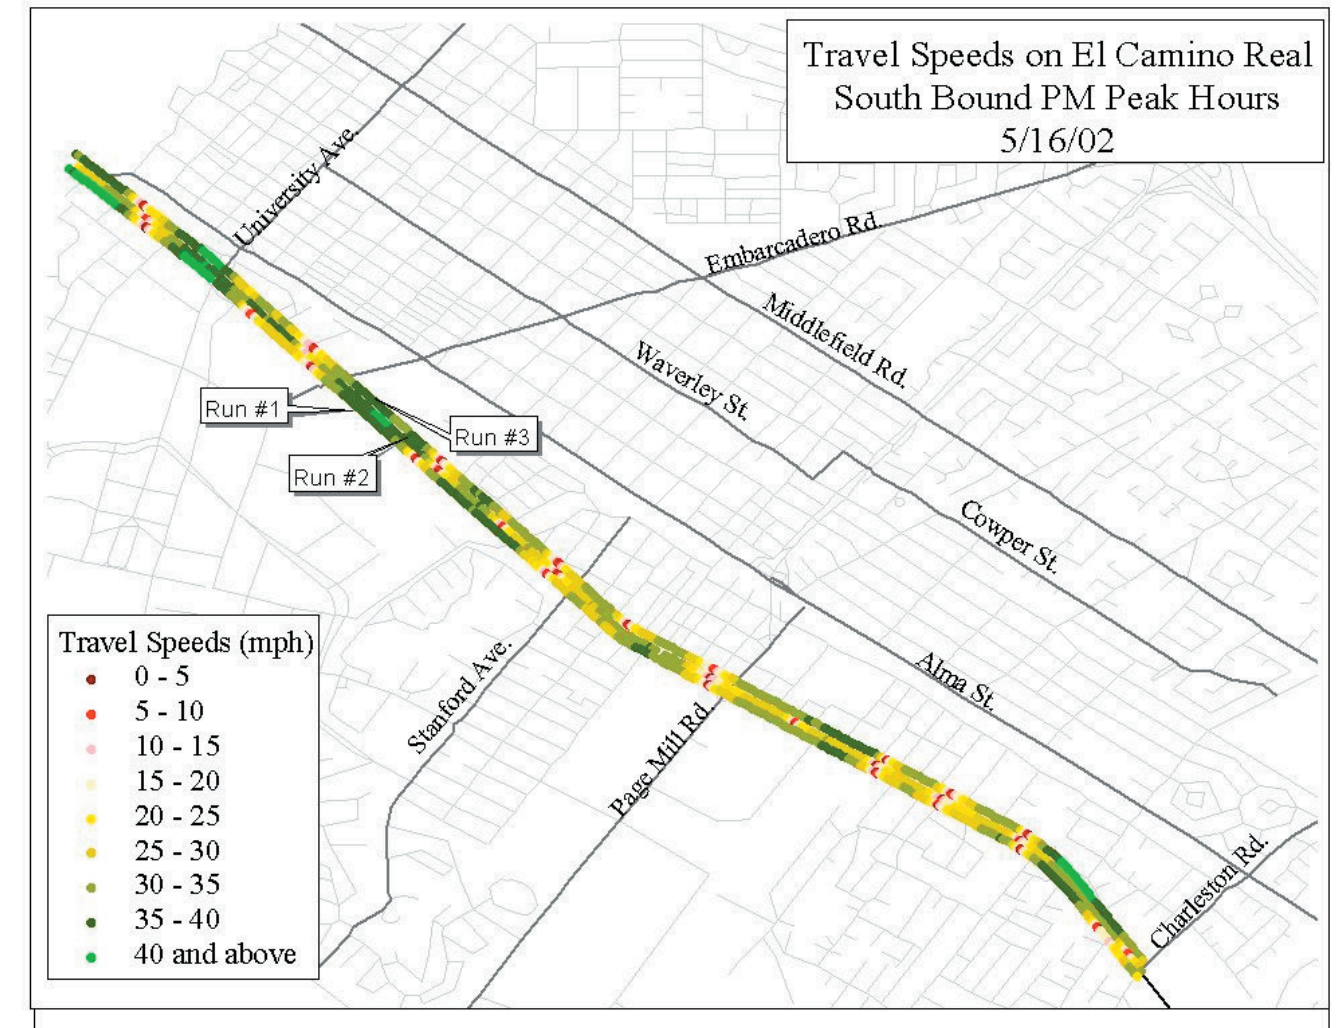 Travel Speeds on El Camino Real
South Bound PM Peak Hours
5/16/02
University Ave.
Embarcadero Rd.
Middlefield Rd.
Waverley St.
Run #1
Run #3
Run #2
Cowper St.
Alma St.
Stanford Ave.
Page Mill Rd.
Charleston Rd.
Travel Speeds (mph)
0 - 5
5 - 10
10 - 15
15 - 20
20 - 25
25 - 30
30 - 35
35 - 40
40 and above